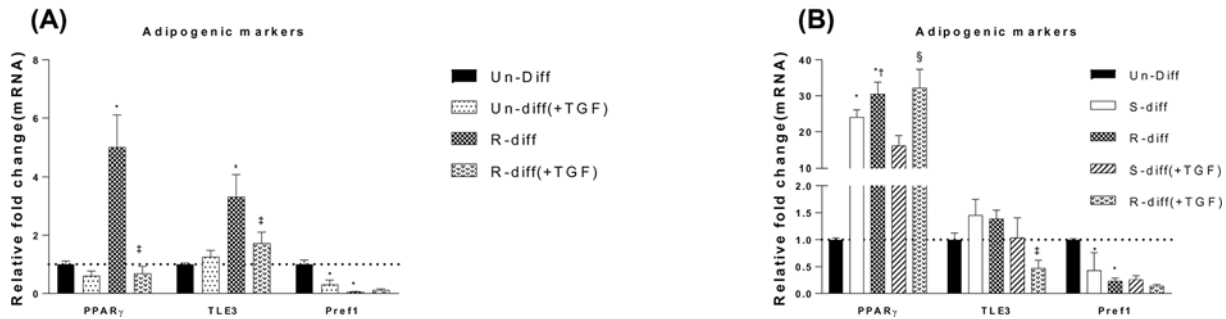 (A)
Adipogenic markers
Relative fold change(mRNA)
8
6
4
2
0
*
‡
*
‡
*
*
PPARγ
TLE3
Pref1
Un-Diff
Un-diff(+TGF)
R-diff
R-diff(+TGF)
(B)
Adipogenic markers
Relative fold change(mRNA)
40
30
20
10
2.0
1.5
1.0
0.5
0.0
*
*†
§
‡
*
*
PPARγ
TLE3
Pref1
Un-Diff
S-diff
R-diff
S-diff(+TGF)
R-diff(+TGF)